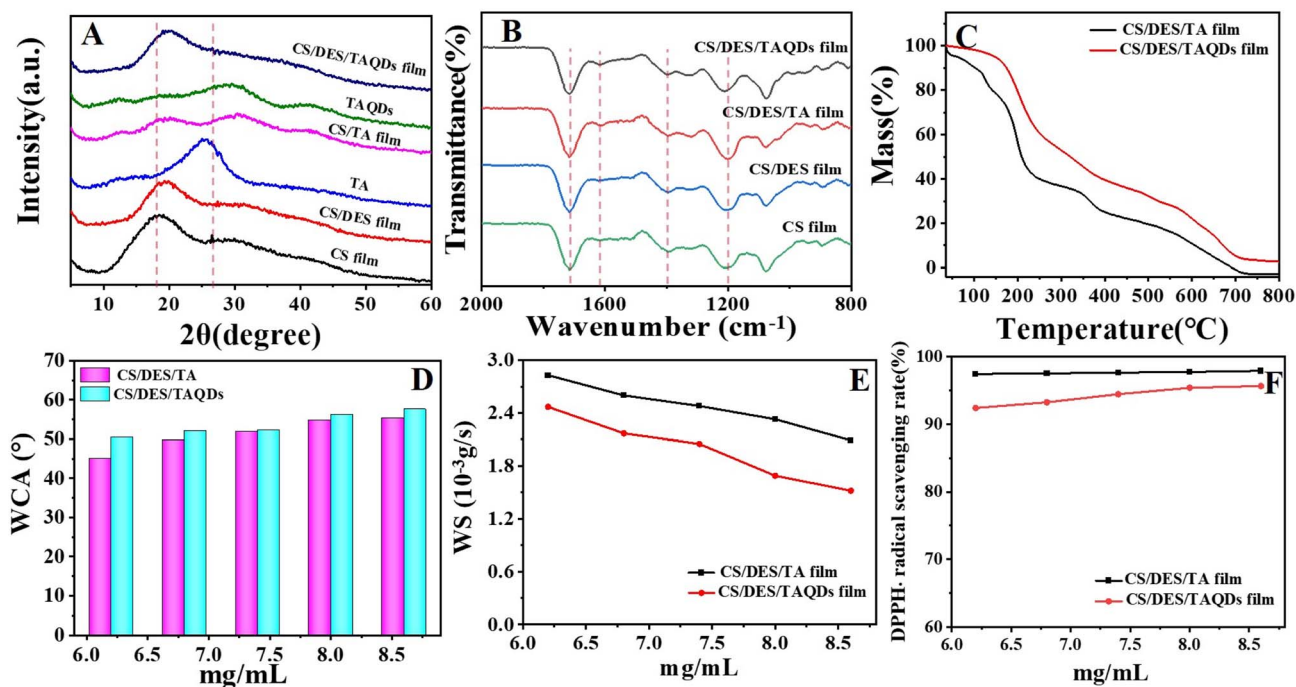 A
Intensity(a.u.)
CS/DES/TAQDs film
TAQDs
CS/TA film
TA
CS/DES film
CS film
5 10 20 30 40 50 60
2θ(degree)
B
Transmittance(%)
CS/DES/TAQDs film
CS/DES/TA film
CS/DES film
CS film
2000 1600 1200 800
Wavenumber (cm-1)
C
CS/DES/TA film
CS/DES/TAQDs film
Mass(%)
100
80
60
40
20
0
100 200 300 400 500 600 700 800
Temperature(°C)
D
CS/DES/TA
CS/DES/TAQDs
WCA (°)
70
60
50
40
30
20
10
0
6.0 6.5 7.0 7.5 8.0 8.5
mg/mL
E
WS (10-3g/s)
3.0
2.4
1.8
1.2
0.6
0.0
CS/DES/TA film
CS/DES/TAQDs film
6.0 6.5 7.0 7.5 8.0 8.5
mg/mL
F
DPPH· radical scavenging rate(%)
100
98
90
80
70
60
CS/DES/TA film
CS/DES/TAQDs film
6.0 6.5 7.0 7.5 8.0 8.5
mg/mL